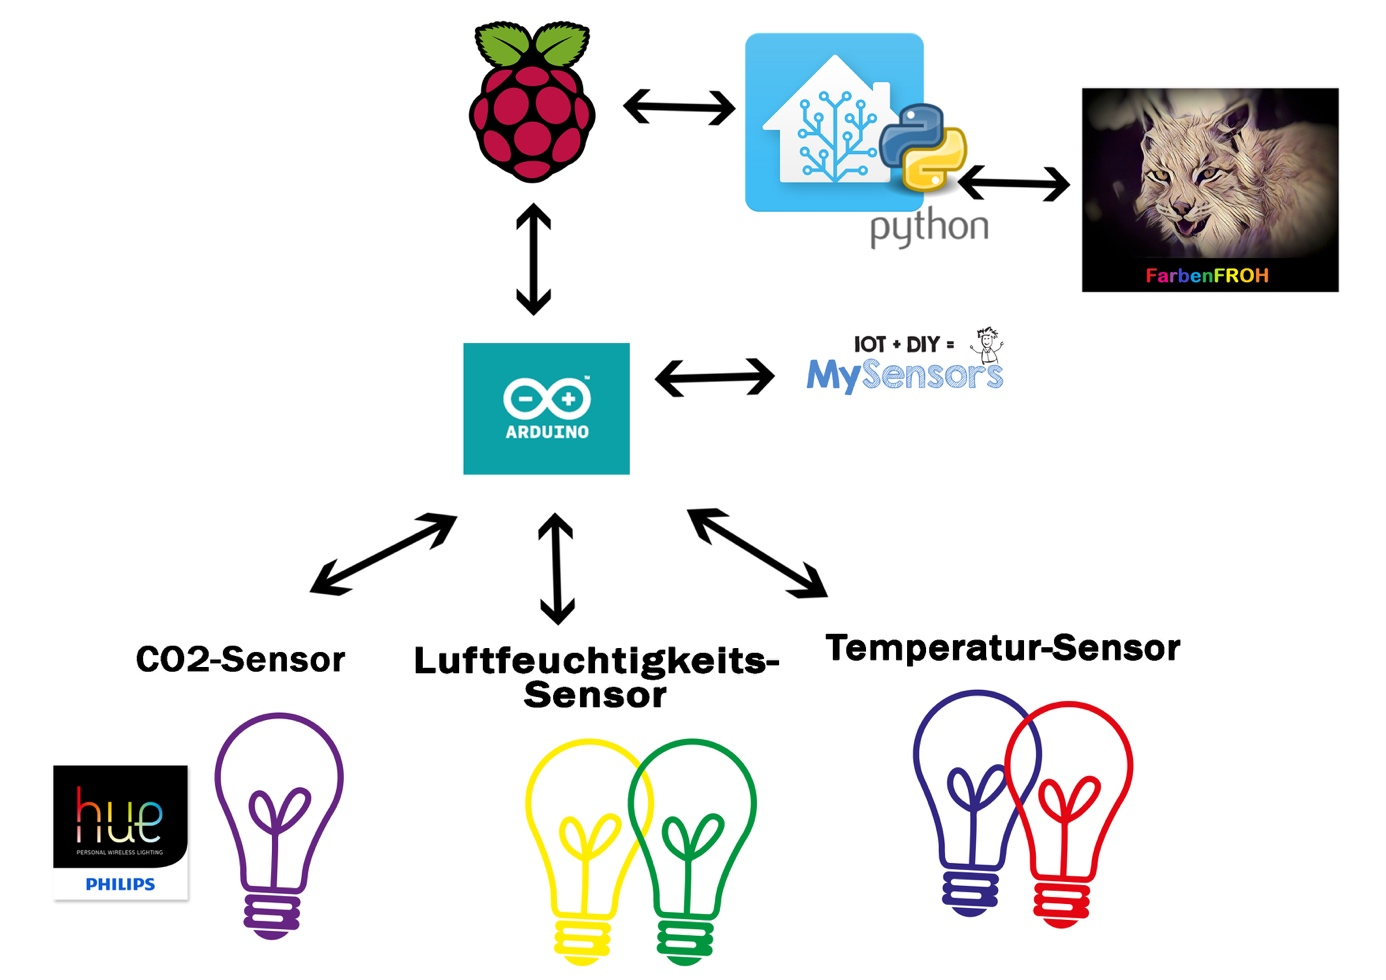 python
FarbenFROH
IOT + DIY =
MySensors
ARDUINO
CO2-Sensor
Luftfeuchtigkeits-
Sensor
Temperatur-Sensor
hue
PERSONAL WIRELESS LIGHTING
PHILIPS